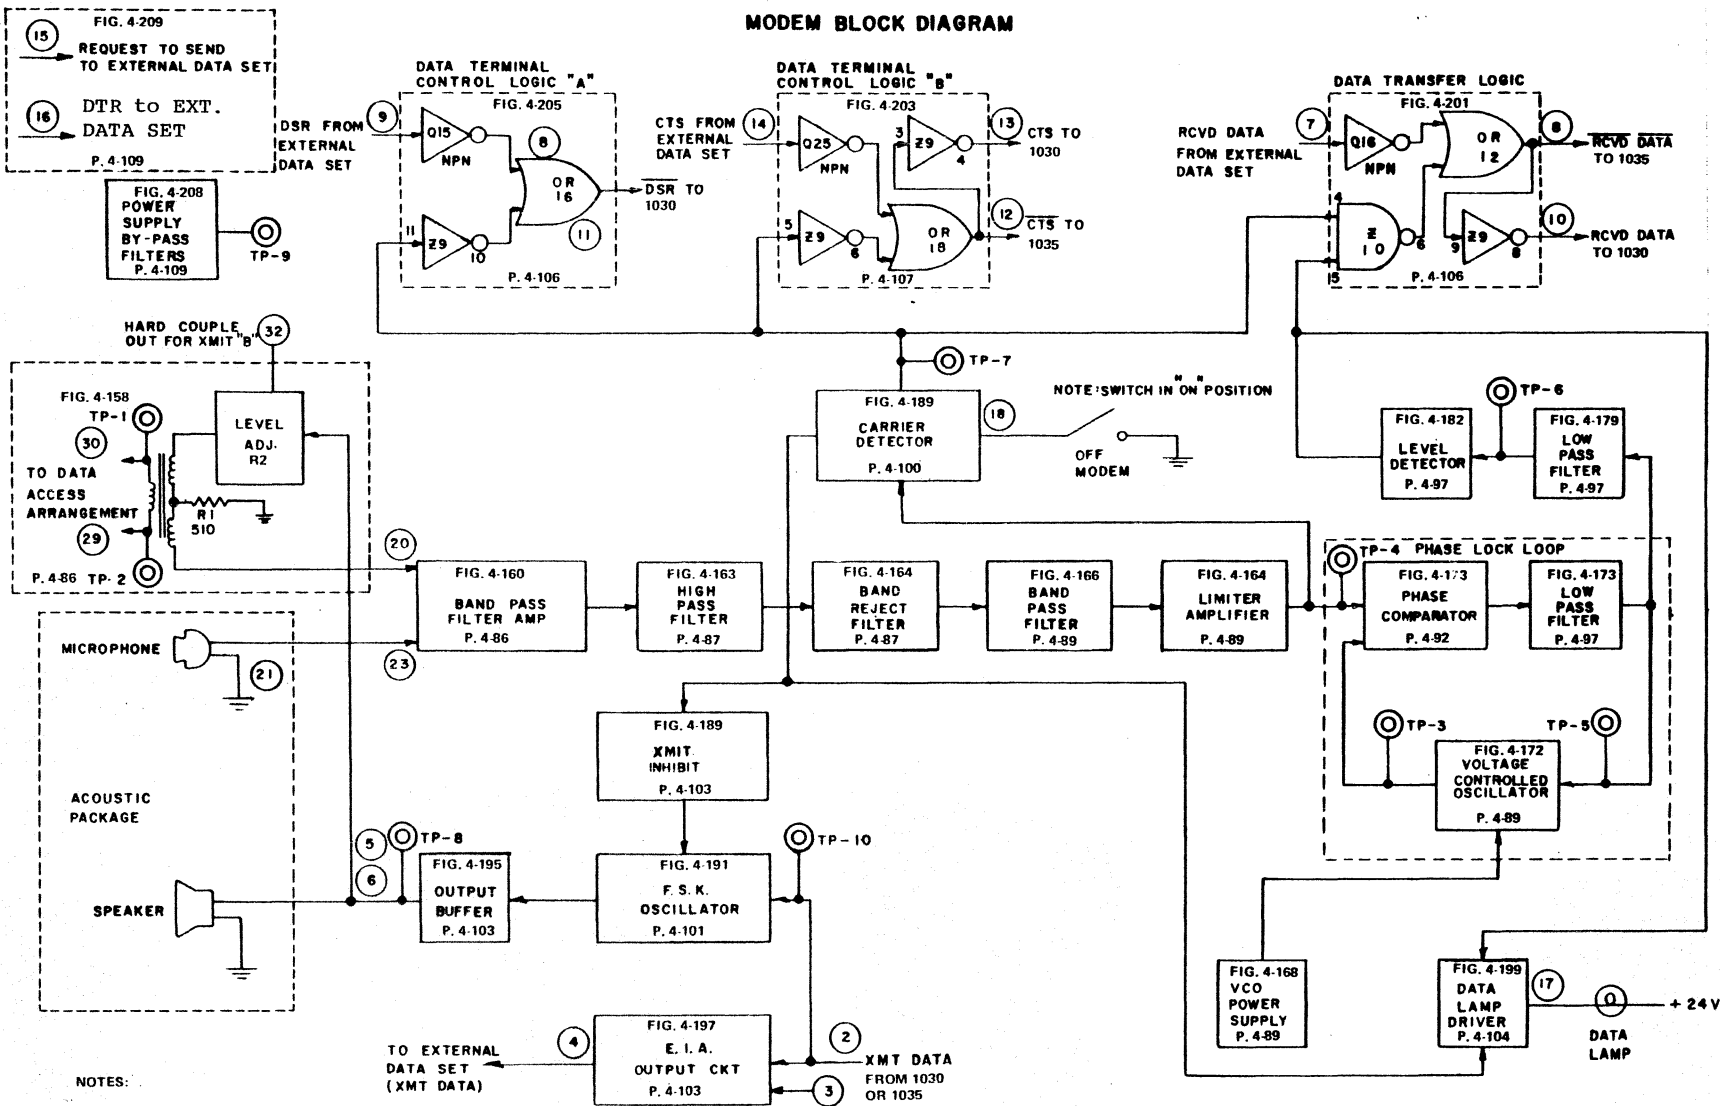 MODEM BLOCK DIAGRAM
FIG. 4-209
15
REQUEST TO SEND
TO EXTERNAL DATA SET
16
DTR to EXT.
DATA SET
P. 4-109
FIG. 4-208
POWER
SUPPLY
BY-PASS
FILTERS
P. 4-109
TP-9
DATA TERMINAL
CONTROL LOGIC "A"
FIG. 4-205
9
DSR FROM
EXTERNAL
DATA SET
Q15
NPN
8
OR
16
11
DSR TO
1030
11
Z9
10
P. 4-106
DATA TERMINAL
CONTROL LOGIC "B"
FIG. 4-203
14
CTS FROM
EXTERNAL
DATA SET
Q25
NPN
3
Z9
4
13
CTS TO
1030
5
Z9
6
OR
18
12
CTS TO
1035
P. 4-107
DATA TRANSFER LOGIC
FIG. 4-201
7
RCVD DATA
FROM EXTERNAL
DATA SET
Q16
NPN
OR
12
8
RCVD DATA
TO 1035
4
Z
10
5
6
9
Z9
8
10
RCVD DATA
TO 1030
P. 4-106
HARD COUPLE
OUT FOR XMIT "B"
32
FIG. 4-158
TP-1
30
LEVEL
ADJ.
R2
TO DATA
ACCESS
ARRANGEMENT
R1
510
29
P. 4-86 TP-2
TP-7
FIG. 4-189
CARRIER
DETECTOR
P. 4-100
18
NOTE: SWITCH IN "ON" POSITION
OFF
MODEM
TP-6
FIG. 4-182
LEVEL
DETECTOR
P. 4-97
FIG. 4-179
LOW
PASS
FILTER
P. 4-97
20
FIG. 4-160
BAND PASS
FILTER AMP
P. 4-86
23
FIG. 4-163
HIGH
PASS
FILTER
P. 4-87
FIG. 4-164
BAND
REJECT
FILTER
P. 4-87
FIG. 4-166
BAND
PASS
FILTER
P. 4-89
FIG. 4-164
LIMITER
AMPLIFIER
P. 4-89
TP-4 PHASE LOCK LOOP
FIG. 4-173
PHASE
COMPARATOR
P. 4-92
FIG. 4-173
LOW
PASS
FILTER
P. 4-97
MICROPHONE
21
ACOUSTIC
PACKAGE
SPEAKER
FIG. 4-189
XMIT
INHIBIT
P. 4-103
TP-3
TP-5
FIG. 4-172
VOLTAGE
CONTROLLED
OSCILLATOR
P. 4-89
5
6
TP-8
FIG. 4-195
OUTPUT
BUFFER
P. 4-103
FIG. 4-191
F. S. K.
OSCILLATOR
P. 4-101
TP-10
FIG. 4-168
VCO
POWER
SUPPLY
P. 4-89
FIG. 4-199
DATA
LAMP
DRIVER
P. 4-104
17
+ 24V
DATA
LAMP
TO EXTERNAL
DATA SET
(XMT DATA)
4
FIG. 4-197
E. I. A.
OUTPUT CKT
P. 4-103
2
XMT DATA
FROM 1030
OR 1035
3
NOTES: